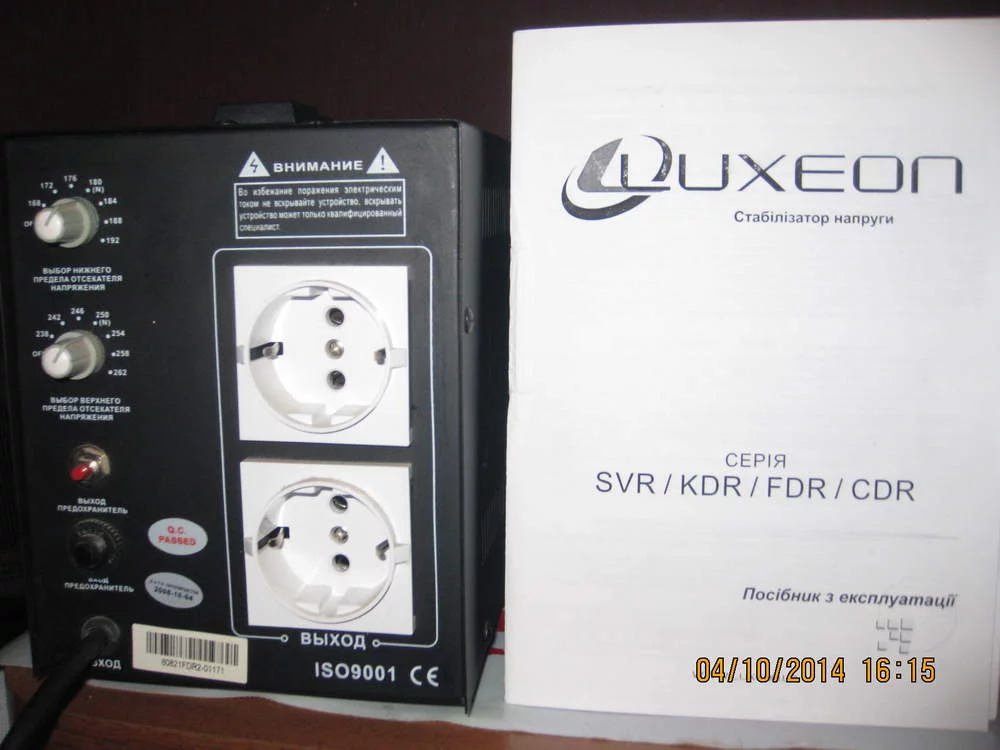 172 176 180
(N)
168 184
188
192
ВЫБОР НИЖНЕГО
ПРЕДЕЛА ОТСЕКАТЕЛЯ
НАПРЯЖЕНИЯ
242 246 250
(N)
238 254
258
262
ВЫБОР ВЕРХНЕГО
ПРЕДЕЛА ОТСЕКАТЕЛЯ
НАПРЯЖЕНИЯ
ВЫХОД
ПРЕДОХРАНИТЕЛЬ
Q.C.
PASSED
ПРЕДОХРАНИТЕЛЬ
2008-10-04
60821FDR2-01171
ВНИМАНИЕ
Во избежание поражения электрическим
током не вскрывайте устройство, вскрывать
устройство может только квалифицированный
специалист.
ВЫХОД
ISO9001 CE
LUXEON
Стабілізатор напруги
СЕРІЯ
SVR / KDR / FDR / CDR
Посібник з експлуатації
04/10/2014 16:15